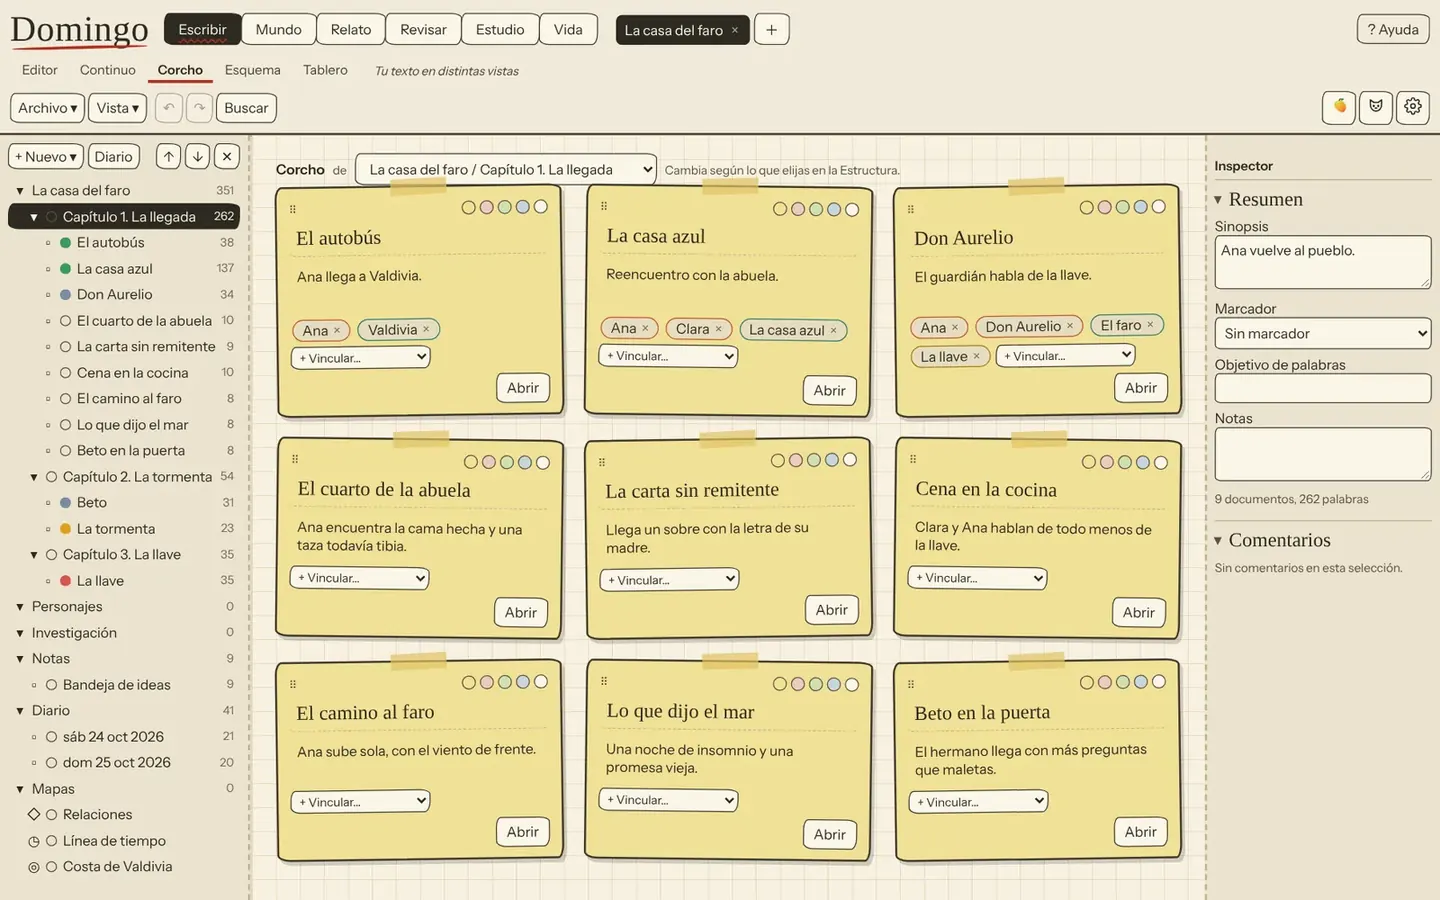 Domingo
Escribir
Mundo
Relato
Revisar
Estudio
Vida
La casa del faro ×
+
? Ayuda
Editor
Continuo
Corcho
Esquema
Tablero
Tu texto en distintas vistas
Archivo ▾
Vista ▾
Buscar
+ Nuevo ▾
Diario
La casa del faro 351
Capítulo 1. La llegada 262
El autobús 38
La casa azul 137
Don Aurelio 34
El cuarto de la abuela 10
La carta sin remitente 9
Cena en la cocina 10
El camino al faro 8
Lo que dijo el mar 8
Beto en la puerta 8
Capítulo 2. La tormenta 54
Beto 31
La tormenta 23
Capítulo 3. La llave 35
La llave 35
Personajes 0
Investigación 0
Notas 9
Bandeja de ideas 9
Diario 41
sáb 24 oct 2026 21
dom 25 oct 2026 20
Mapas 0
Relaciones
Línea de tiempo
Costa de Valdivia
Corcho de La casa del faro / Capítulo 1. La llegada Cambia según lo que elijas en la Estructura.
El autobús
Ana llega a Valdivia.
Ana × Valdivia ×
+ Vincular...
Abrir
La casa azul
Reencuentro con la abuela.
Ana × Clara × La casa azul ×
+ Vincular...
Abrir
Don Aurelio
El guardián habla de la llave.
Ana × Don Aurelio × El faro ×
La llave × + Vincular...
Abrir
El cuarto de la abuela
Ana encuentra la cama hecha y una
taza todavía tibia.
+ Vincular...
Abrir
La carta sin remitente
Llega un sobre con la letra de su
madre.
+ Vincular...
Abrir
Cena en la cocina
Clara y Ana hablan de todo menos de
la llave.
+ Vincular...
Abrir
El camino al faro
Ana sube sola, con el viento de frente.
+ Vincular...
Abrir
Lo que dijo el mar
Una noche de insomnio y una
promesa vieja.
+ Vincular...
Abrir
Beto en la puerta
El hermano llega con más preguntas
que maletas.
+ Vincular...
Abrir
Inspector
Resumen
Sinopsis
Ana vuelve al pueblo.
Marcador
Sin marcador
Objetivo de palabras
Notas
9 documentos, 262 palabras
Comentarios
Sin comentarios en esta selección.